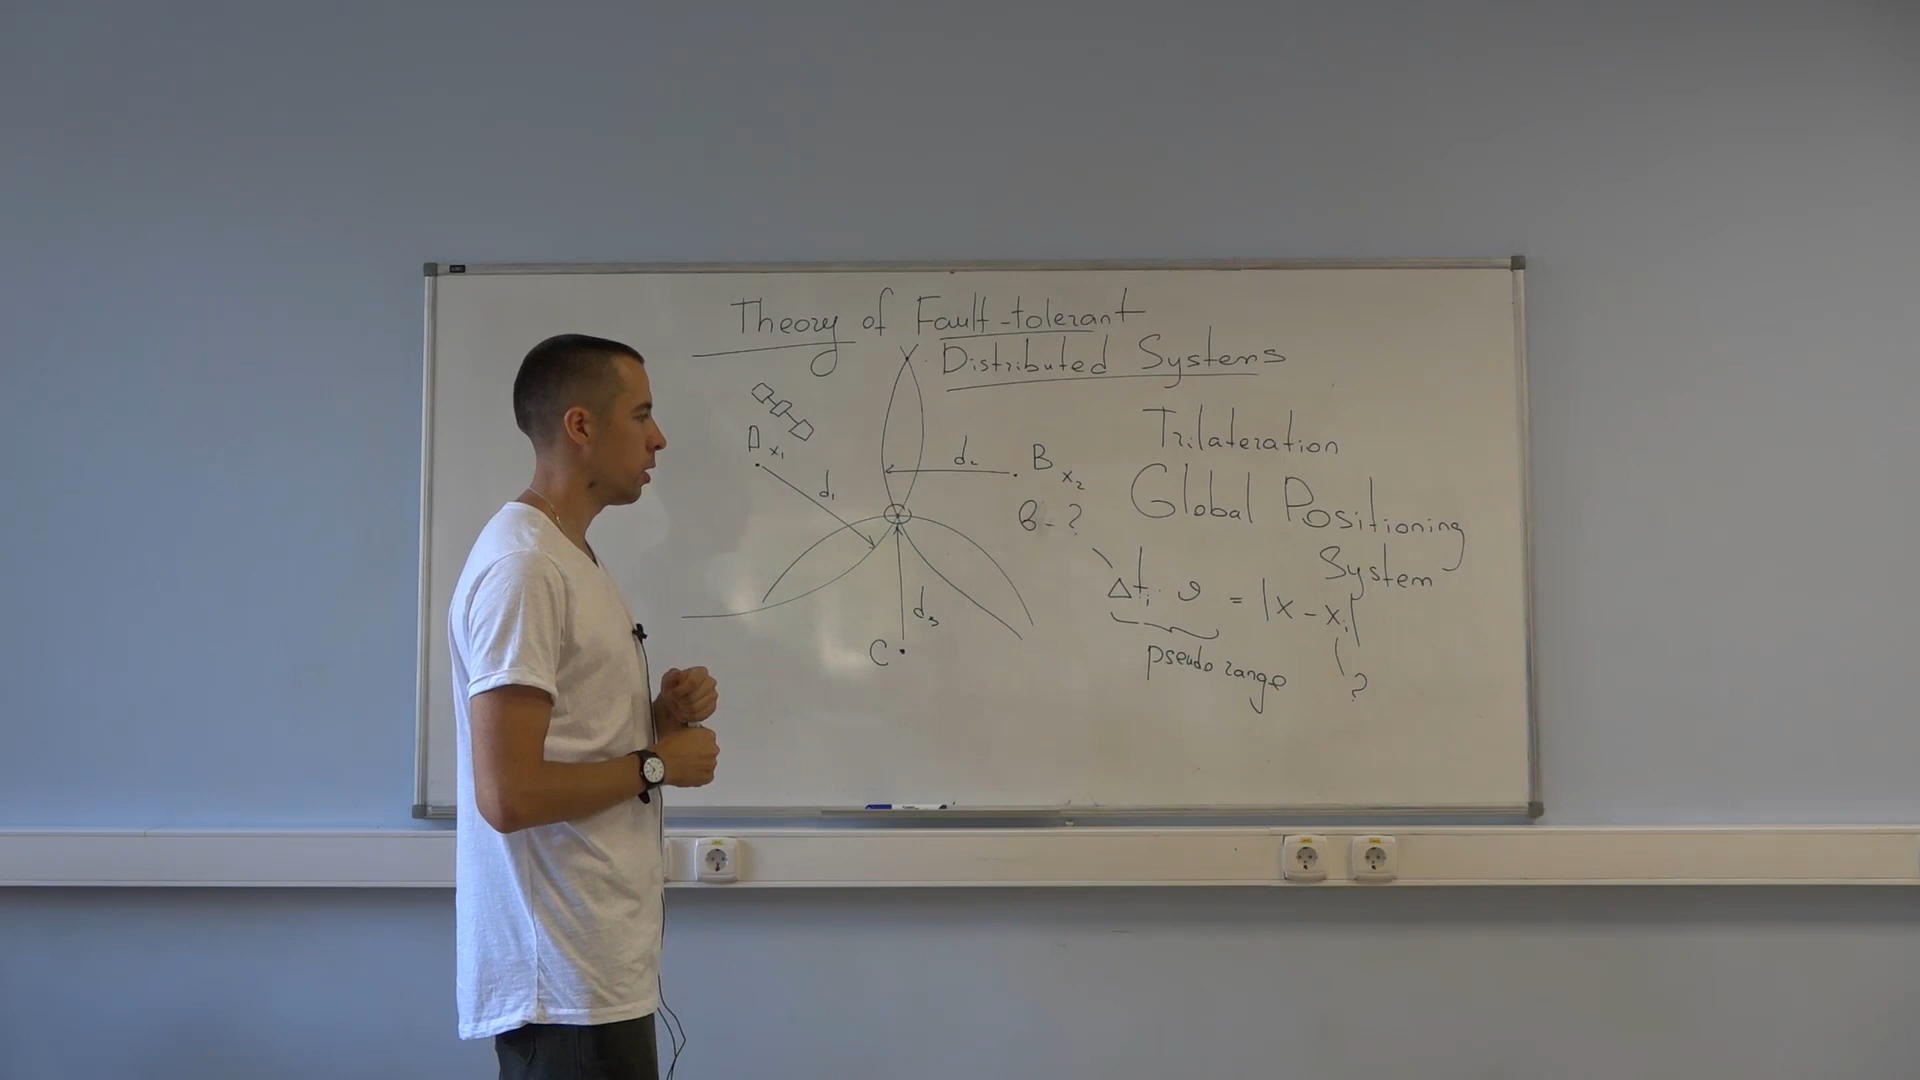 Theory of Fault-tolerant
Distributed Systems
Trilateration
Global Positioning
System
A x₁
d₁
d₂
B x₂
b - ?
Δtᵢ · v = |x - xᵢ|
pseudo range
?
d₃
C